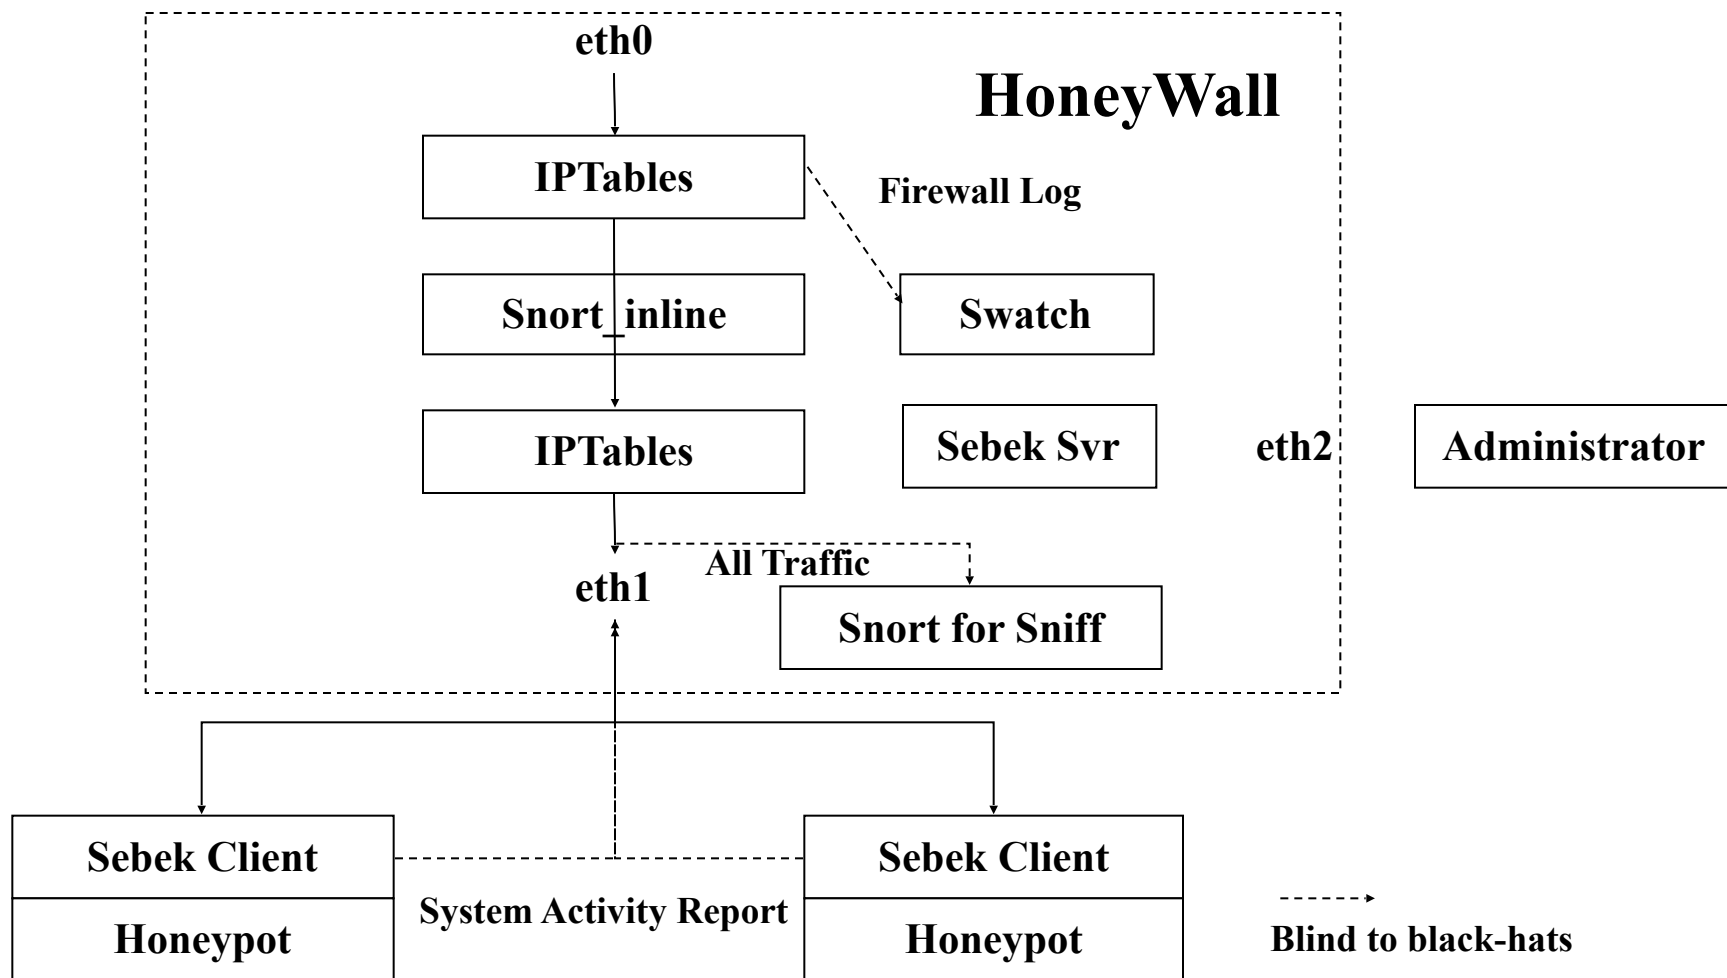 eth0
HoneyWall
IPTables
Firewall Log
Snort_inline
Swatch
IPTables
Sebek Svr
eth2
Administrator
All Traffic
eth1
Snort for Sniff
Sebek Client
Sebek Client
System Activity Report
Honeypot
Honeypot
Blind to black-hats